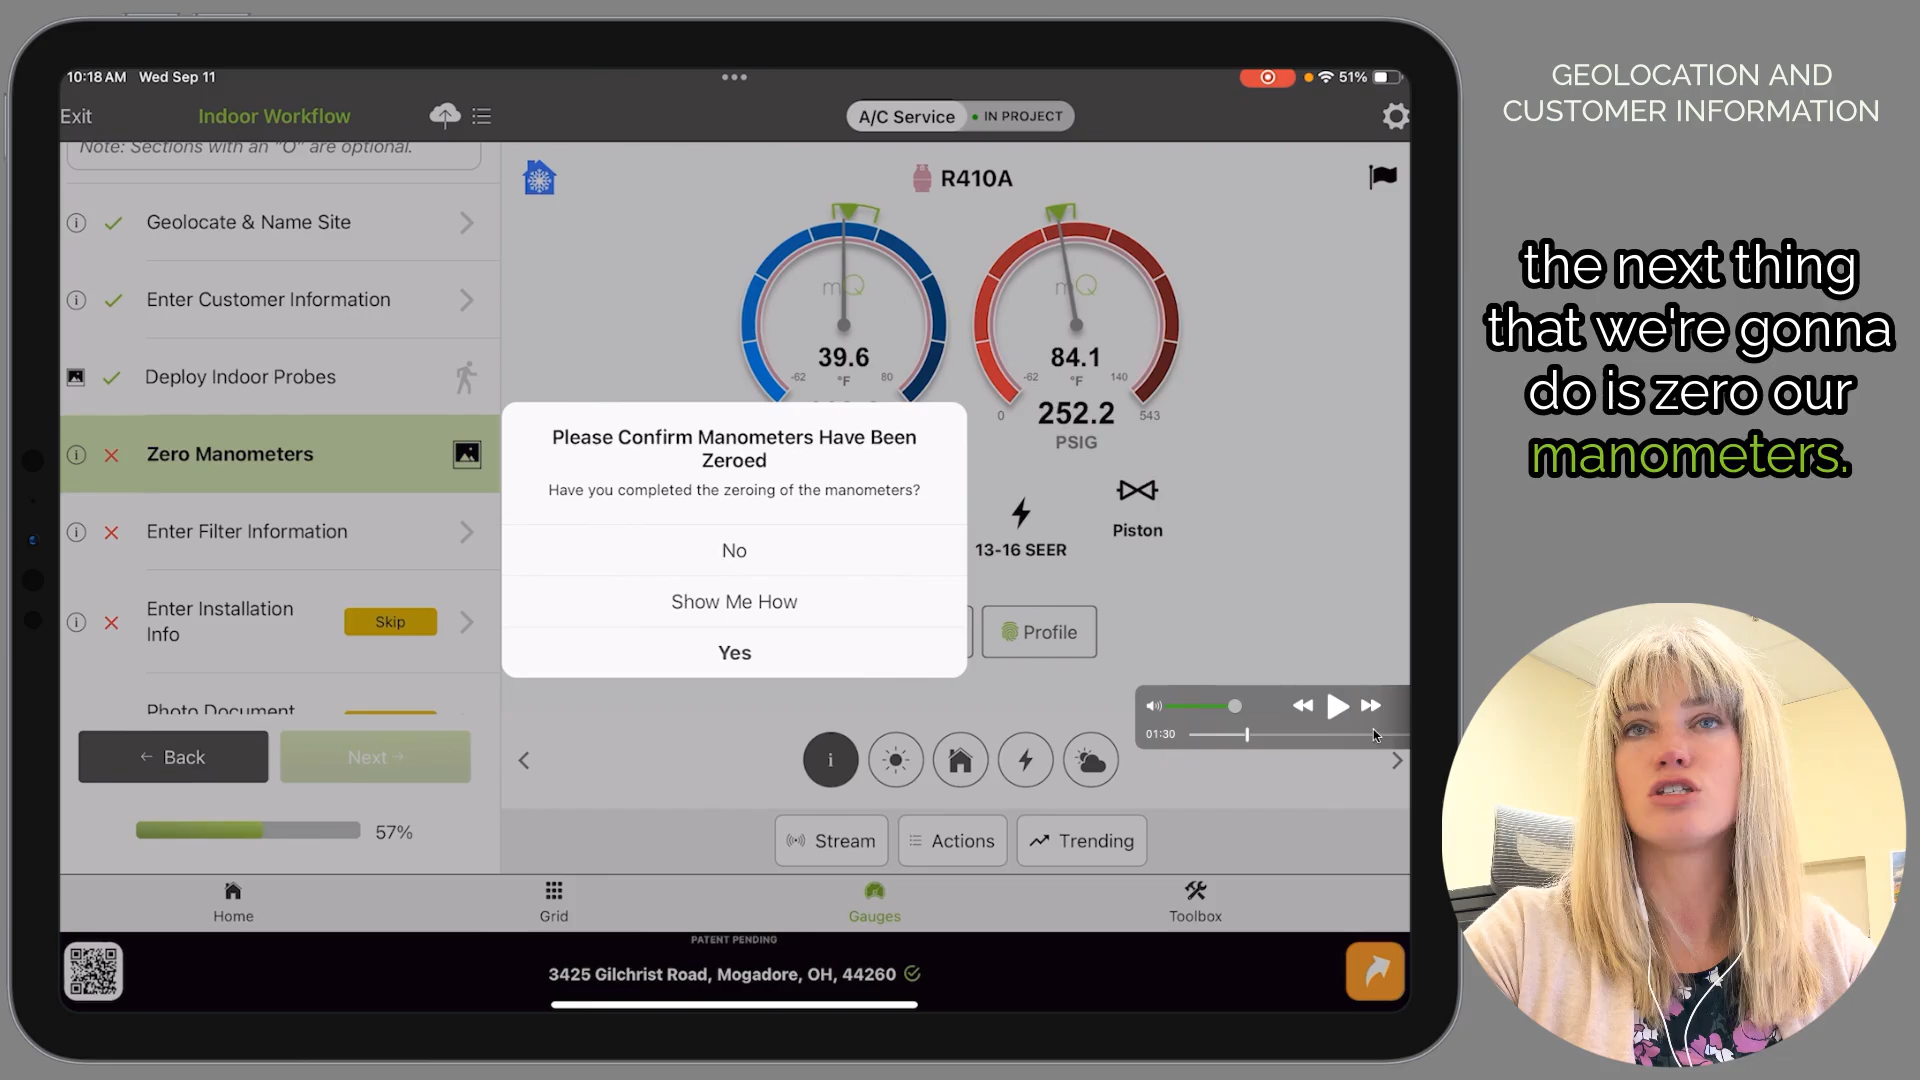 GEOLOCATION AND
CUSTOMER INFORMATION
the next thing
that we're gonna
do is zero our
manometers.
10:18 AM Wed Sep 11
51%
Exit
Indoor Workflow
A/C Service
IN PROJECT
Note: Sections with an "O" are optional.
Geolocate & Name Site
Enter Customer Information
Deploy Indoor Probes
Zero Manometers
Enter Filter Information
Enter Installation
Info
Skip
Photo Document
← Back
Next →
57%
R410A
mQ
39.6
-62 °F 80
mQ
84.1
-62 °F 140
0 252.2 543
PSIG
Please Confirm Manometers Have Been
Zeroed
Have you completed the zeroing of the manometers?
No
Show Me How
Yes
13-16 SEER
Piston
Profile
01:30
i
Stream
Actions
Trending
Home
Grid
Gauges
Toolbox
PATENT PENDING
3425 Gilchrist Road, Mogadore, OH, 44260